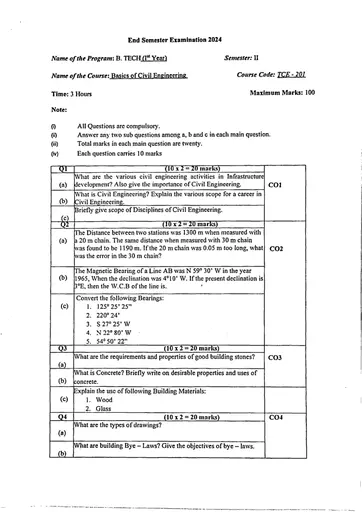 End Semester Examination 2024
Name of the Program: B. TECH (Ist Year) Semester: II
Name of the Course: Basics of Civil Engineering Course Code: TCE - 201
Time: 3 Hours Maximum Marks: 100
Note:
(i) All Questions are compulsory.
(i) Answer any two sub questions among a, b and c in each main question.
(ii) Total marks in each main question are twenty.
(iv) Each question carries 10 marks
Q1 (10 x 2 = 20 marks)
What are the various civil engineering activities in Infrastructure
(a) development? Also give the importance of Civil Engineering. CO1
What is Civil Engineering? Explain the various scope for a career in
(b) Civil Engineering.
Briefly give scope of Disciplines of Civil Engineering.
(c)
Q2 (10 x 2 = 20 marks)
The Distance between two stations was 1300 m when measured with
(a) a 20 m chain. The same distance when measured with 30 m chain
was found to be 1190 m. If the 20 m chain was 0.05 m too long, what CO2
was the error in the 30 m chain?
The Magnetic Bearing of a Line AB was N 59° 30' W in the year
(b) 1965, When the declination was 4°10' W. If the present declination is
3°E, then the W.C.B of the line is.
Convert the following Bearings:
(c) 1. 125° 25' 25"
2. 220° 24'
3. S 27° 25' W
4. N 22° 80' W
5. 54° 50' 22"
Q3 (10 x 2 = 20 marks)
What are the requirements and properties of good building stones? CO3
(a)
What is Concrete? Briefly write on desirable properties and uses of
(b) concrete.
Explain the use of following Building Materials:
(c) 1. Wood
2. Glass
Q4 (10 x 2 = 20 marks) CO4
What are the types of drawings?
(a)
What are building Bye – Laws? Give the objectives of bye – laws.
(b)